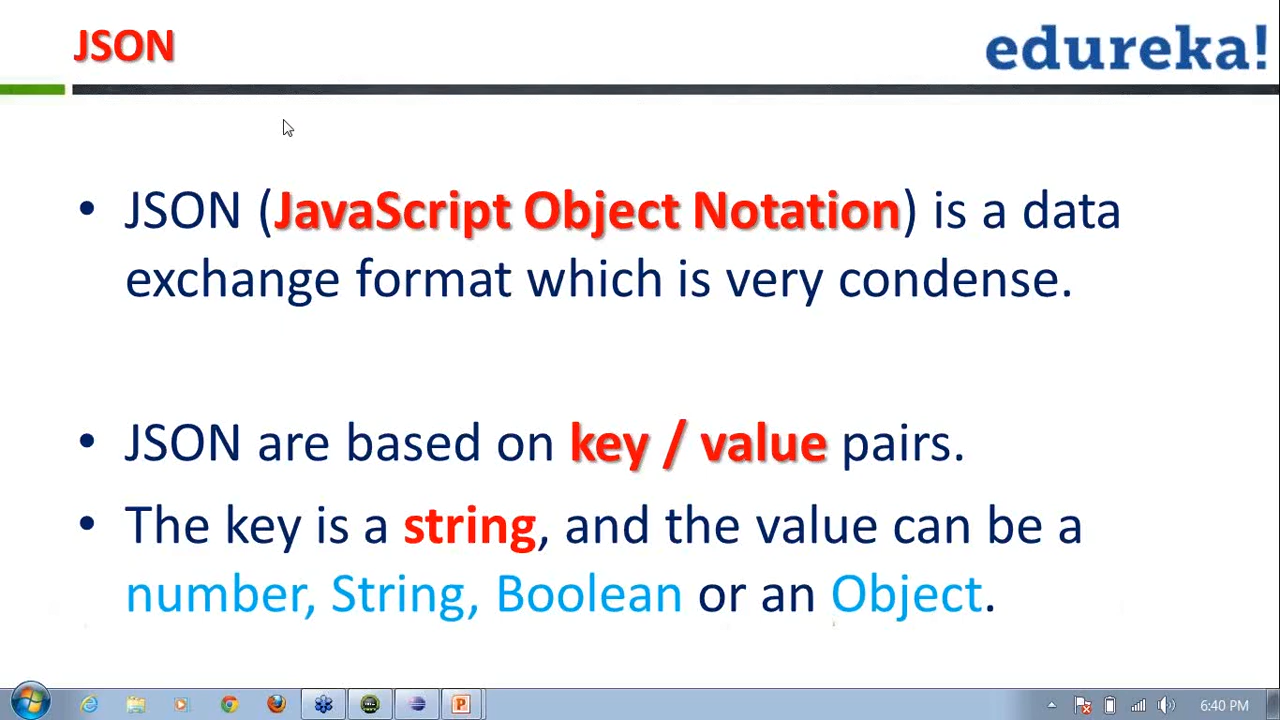 JSON
edureka!
• JSON (JavaScript Object Notation) is a data
exchange format which is very condense.
• JSON are based on key / value pairs.
• The key is a string, and the value can be a
number, String, Boolean or an Object.
6:40 PM